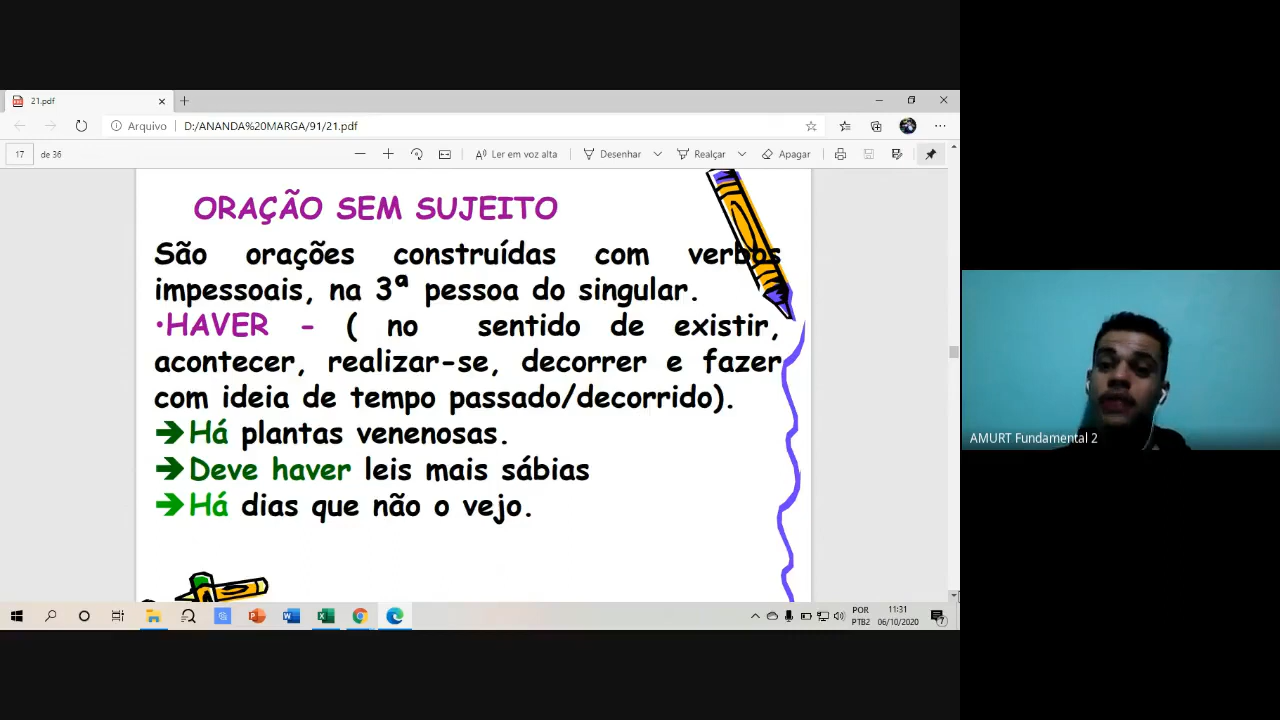 21.pdf
Arquivo D:/ANANDA%20MARGA/91/21.pdf
17 de 36 Ler em voz alta Desenhar Realçar Apagar
ORAÇÃO SEM SUJEITO
São orações construídas com verbos
impessoais, na 3ª pessoa do singular.
•HAVER - ( no sentido de existir,
acontecer, realizar-se, decorrer e fazer
com ideia de tempo passado/decorrido).
➔Há plantas venenosas.
➔Deve haver leis mais sábias
➔Há dias que não o vejo.
AMURT Fundamental 2
POR 11:31
PTB2 06/10/2020
7